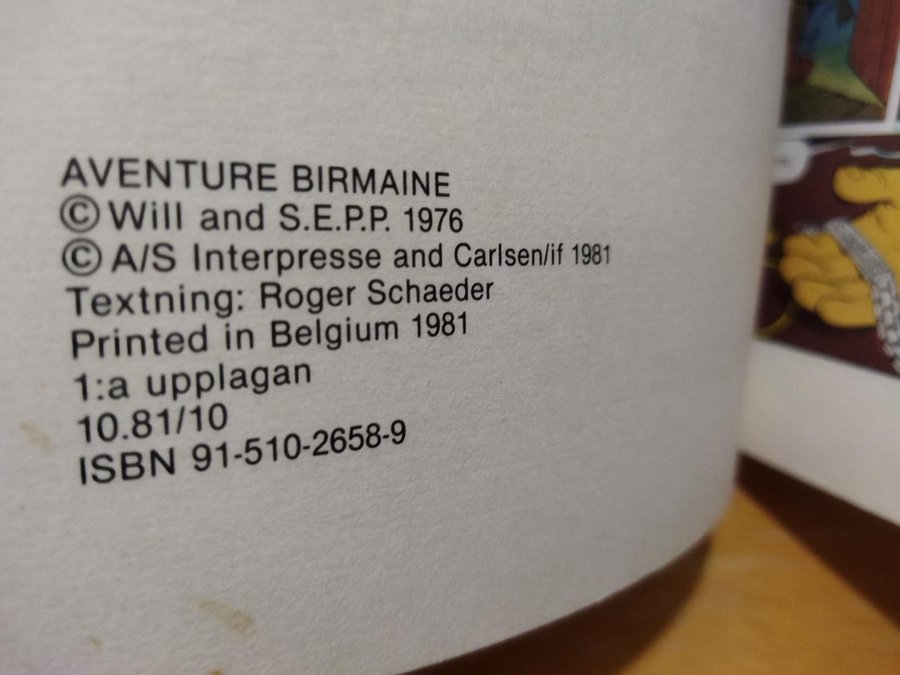 AVENTURE BIRMAINE
© Will and S.E.P.P. 1976
© A/S Interpresse and Carlsen/if 1981
Textning: Roger Schaeder
Printed in Belgium 1981
1:a upplagan
10.81/10
ISBN 91-510-2658-9